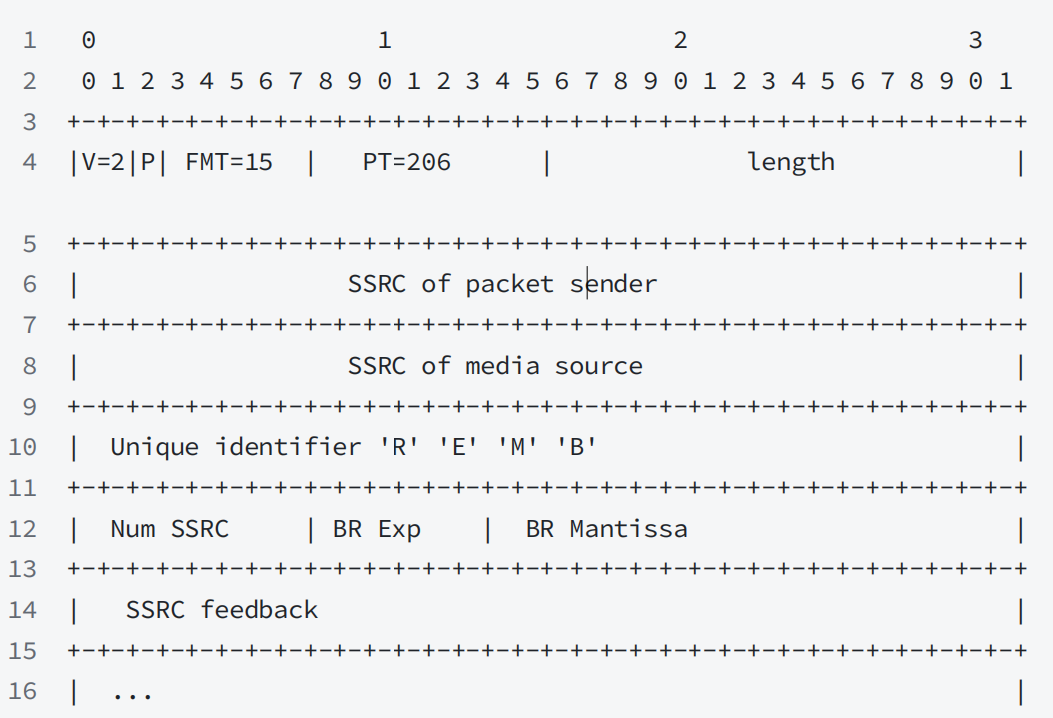 1    0                   1                   2                   3
2    0 1 2 3 4 5 6 7 8 9 0 1 2 3 4 5 6 7 8 9 0 1 2 3 4 5 6 7 8 9 0 1
3   +-+-+-+-+-+-+-+-+-+-+-+-+-+-+-+-+-+-+-+-+-+-+-+-+-+-+-+-+-+-+-+-+
4   |V=2|P| FMT=15  |   PT=206      |             length            |
5   +-+-+-+-+-+-+-+-+-+-+-+-+-+-+-+-+-+-+-+-+-+-+-+-+-+-+-+-+-+-+-+-+
6   |                  SSRC of packet sender                        |
7   +-+-+-+-+-+-+-+-+-+-+-+-+-+-+-+-+-+-+-+-+-+-+-+-+-+-+-+-+-+-+-+-+
8   |                  SSRC of media source                         |
9   +-+-+-+-+-+-+-+-+-+-+-+-+-+-+-+-+-+-+-+-+-+-+-+-+-+-+-+-+-+-+-+-+
10  |  Unique identifier 'R' 'E' 'M' 'B'                            |
11  +-+-+-+-+-+-+-+-+-+-+-+-+-+-+-+-+-+-+-+-+-+-+-+-+-+-+-+-+-+-+-+-+
12  |  Num SSRC     | BR Exp    |  BR Mantissa                      |
13  +-+-+-+-+-+-+-+-+-+-+-+-+-+-+-+-+-+-+-+-+-+-+-+-+-+-+-+-+-+-+-+-+
14  |   SSRC feedback                                               |
15  +-+-+-+-+-+-+-+-+-+-+-+-+-+-+-+-+-+-+-+-+-+-+-+-+-+-+-+-+-+-+-+-+
16  |  ...                                                          |